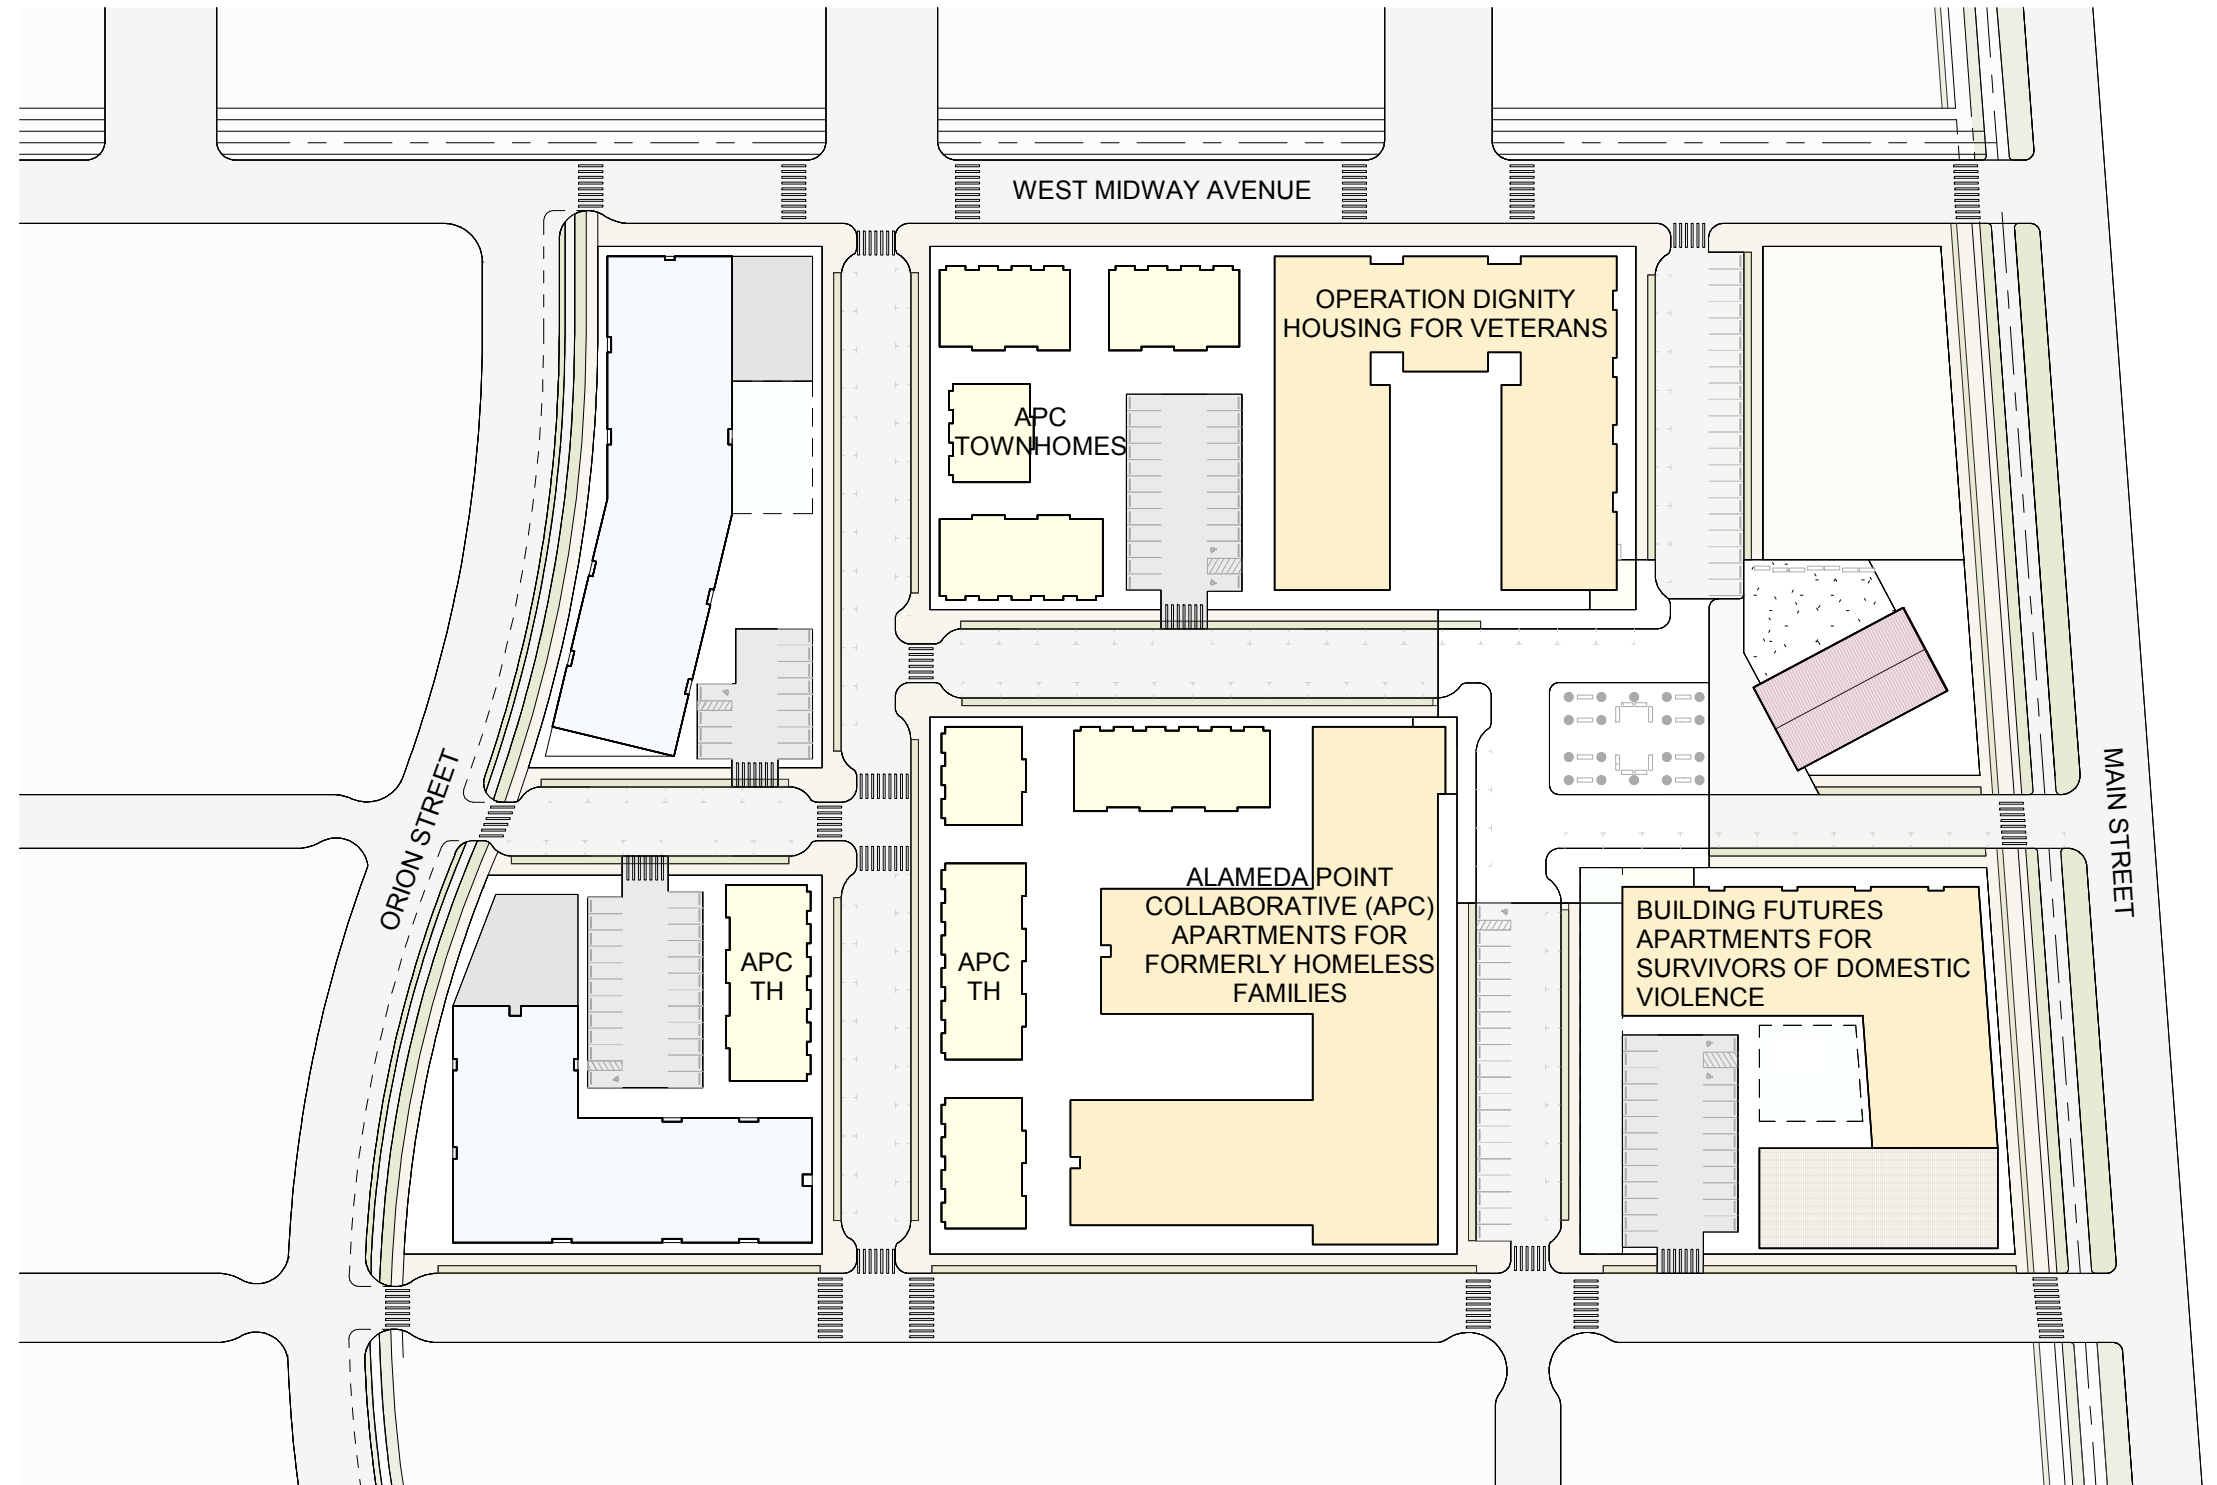 WEST MIDWAY AVENUE
OPERATION DIGNITY
HOUSING FOR VETERANS
APC
TOWNHOMES
ORION STREET
MAIN STREET
ALAMEDA POINT
COLLABORATIVE (APC)
APARTMENTS FOR
FORMERLY HOMELESS
FAMILIES
BUILDING FUTURES
APARTMENTS FOR
SURVIVORS OF DOMESTIC
VIOLENCE
APC
TH
APC
TH